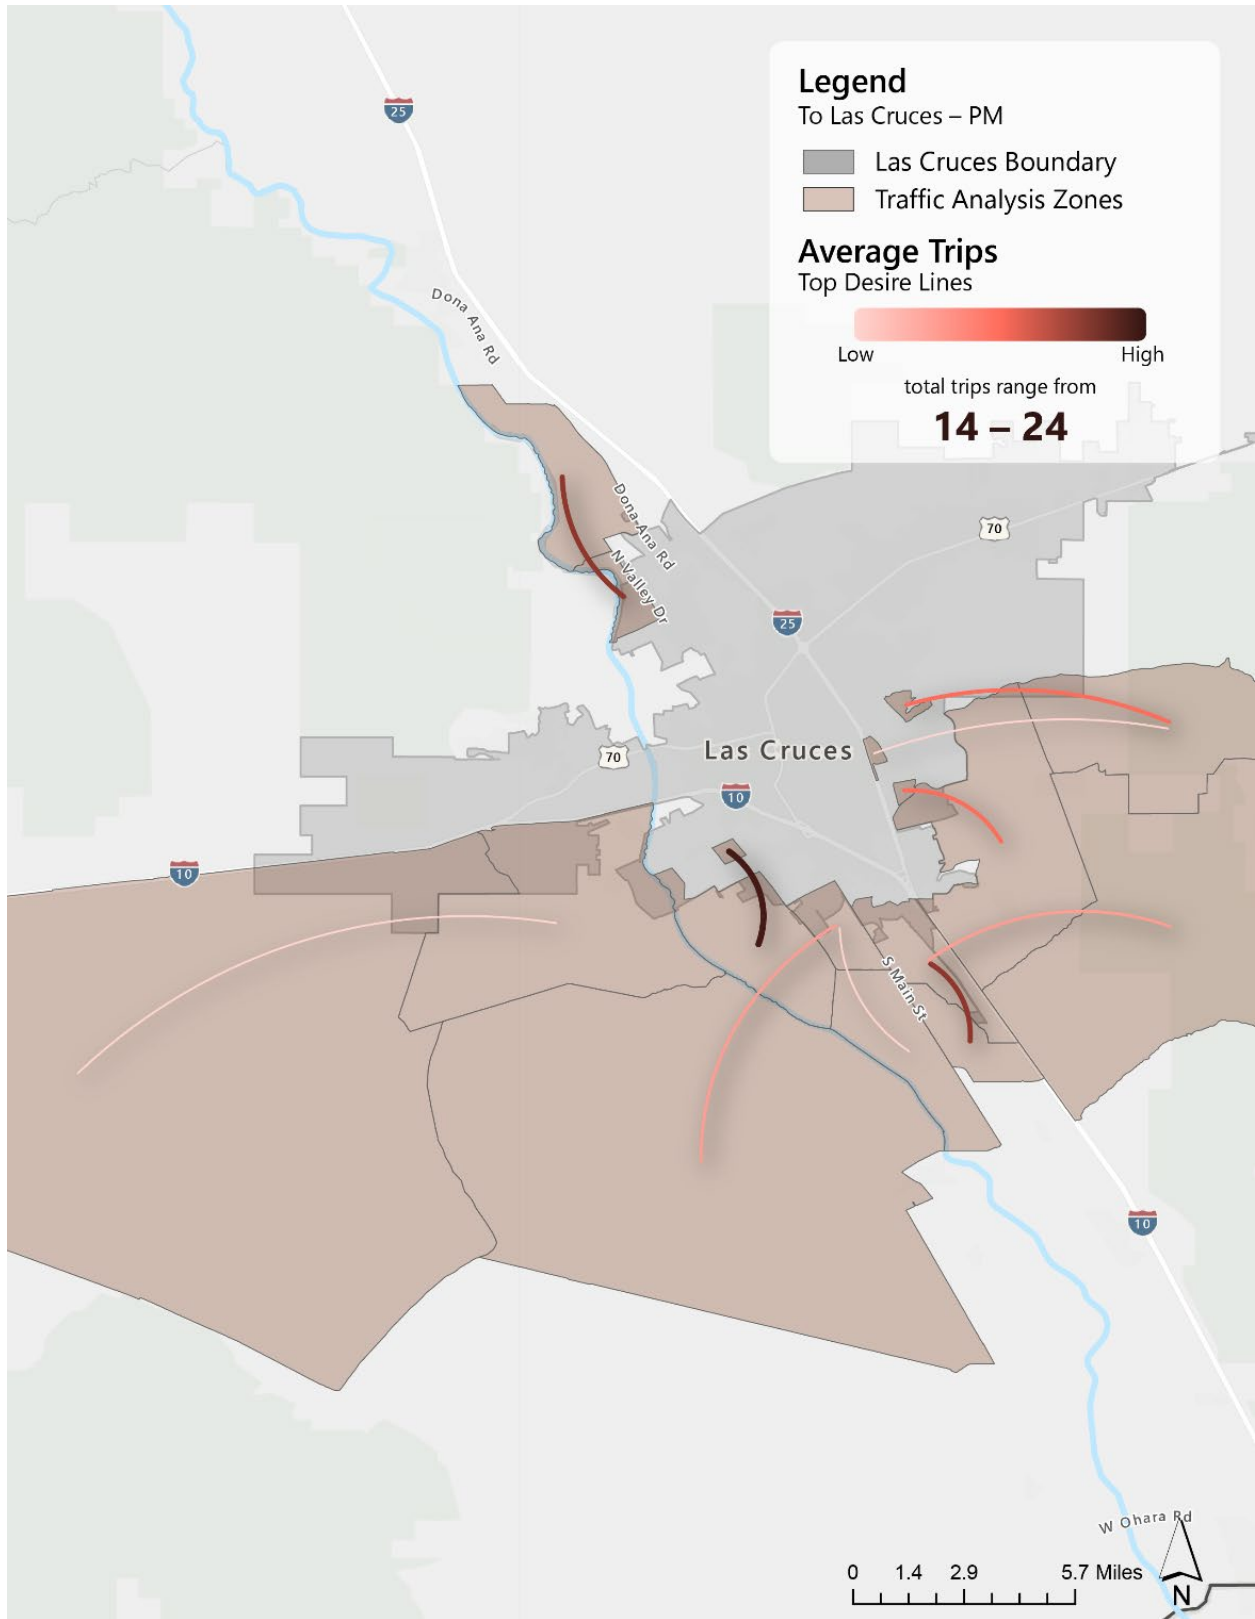 Legend
To Las Cruces – PM
Las Cruces Boundary
Traffic Analysis Zones
Average Trips
Top Desire Lines
Low
High
total trips range from
14 – 24
25
Dona Ana Rd
Dona Ana Rd
N Valley Dr
70
25
70
Las Cruces
10
10
S Main St
10
W Ohara Rd
0 1.4 2.9 5.7 Miles
N